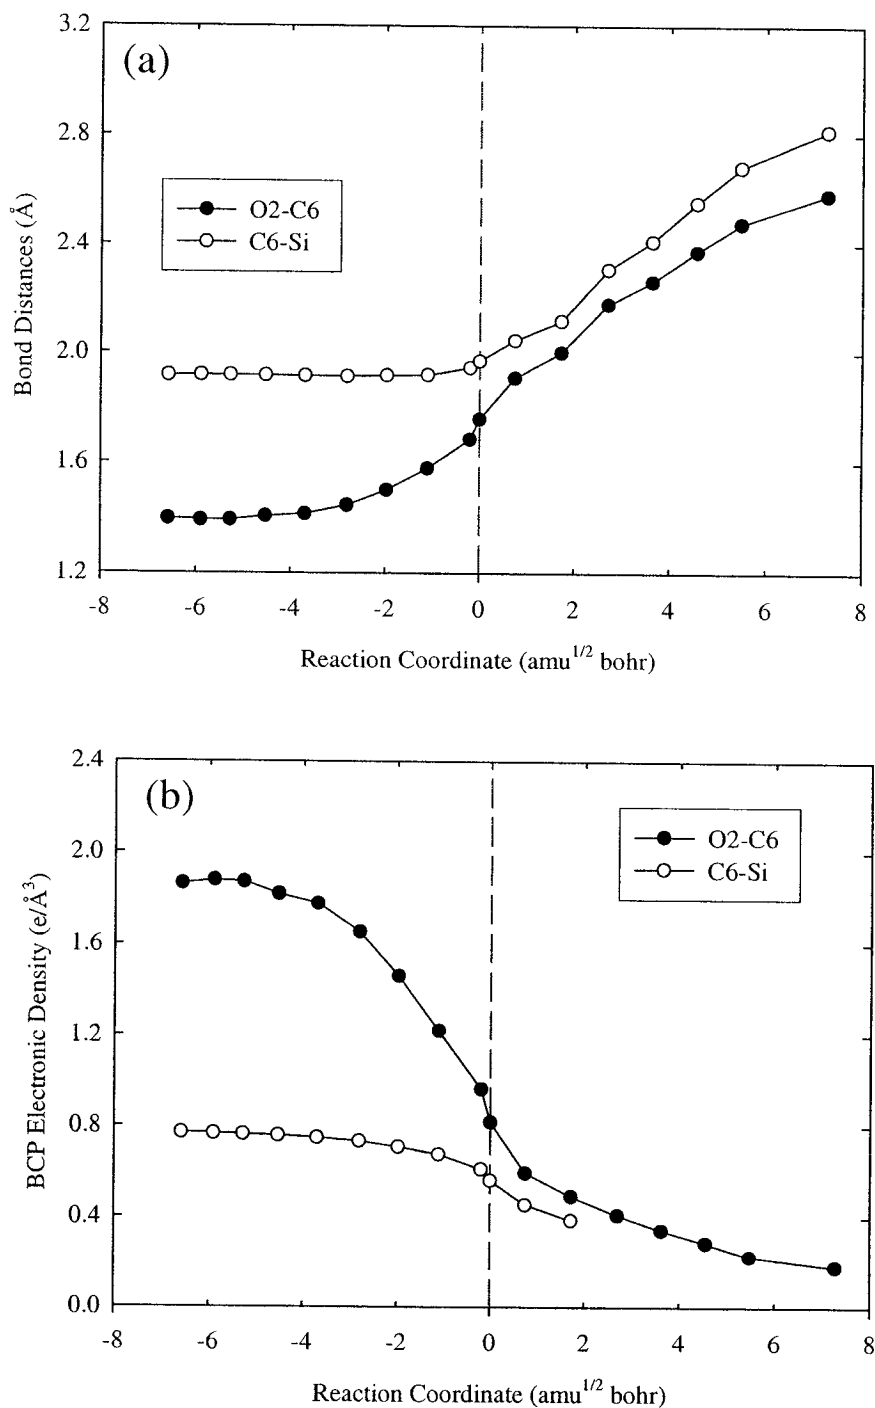 3.2
(a)
2.8
O2-C6
C6-Si
2.4
Bond Distances (Å)
2.0
1.6
1.2
-8 -6 -4 -2 0 2 4 6 8
Reaction Coordinate (amu1/2 bohr)
2.4
(b)
O2-C6
2.0
C6-Si
BCP Electronic Density (e/Å3)
1.6
1.2
0.8
0.4
0.0
-8 -6 -4 -2 0 2 4 6 8
Reaction Coordinate (amu1/2 bohr)